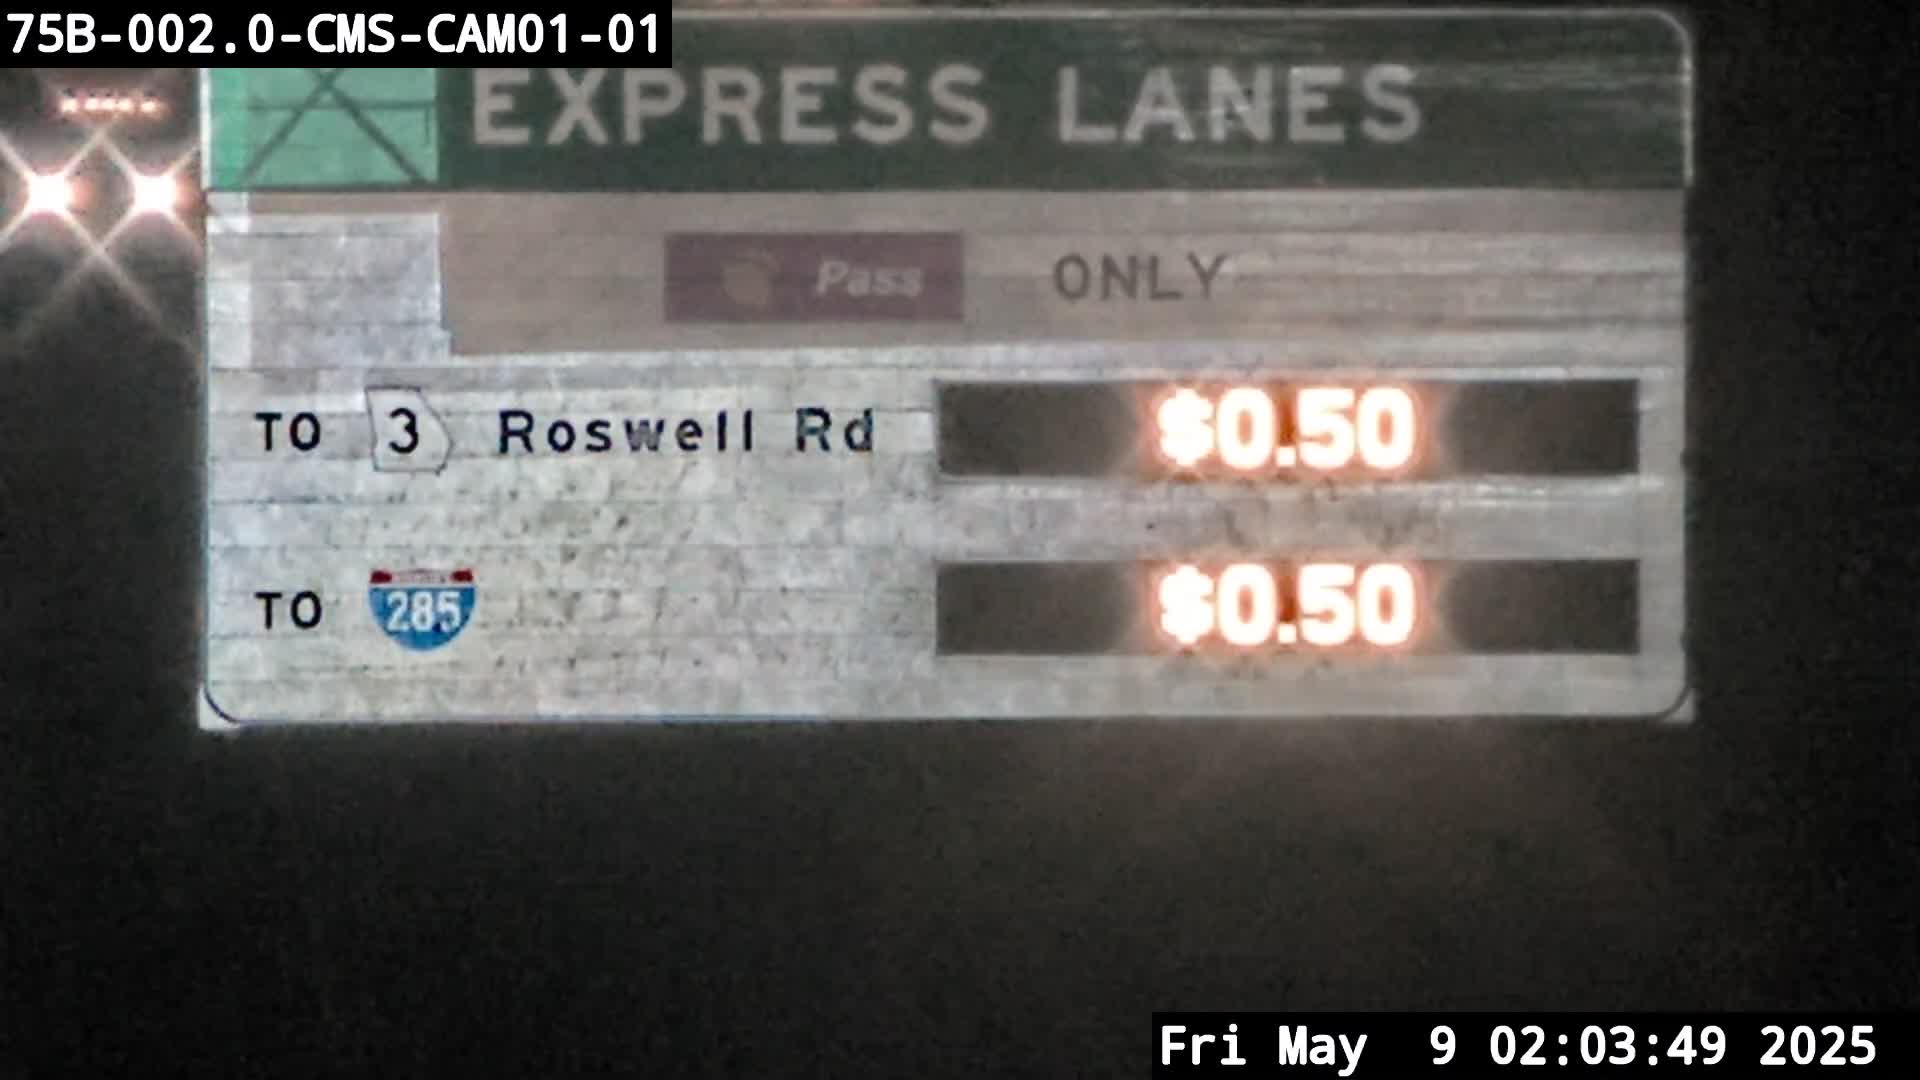 75B-002.0-CMS-CAM01-01
EXPRESS LANES
Pass ONLY
TO 3 Roswell Rd $0.50
TO 285 $0.50
Fri May 9 02:03:49 2025